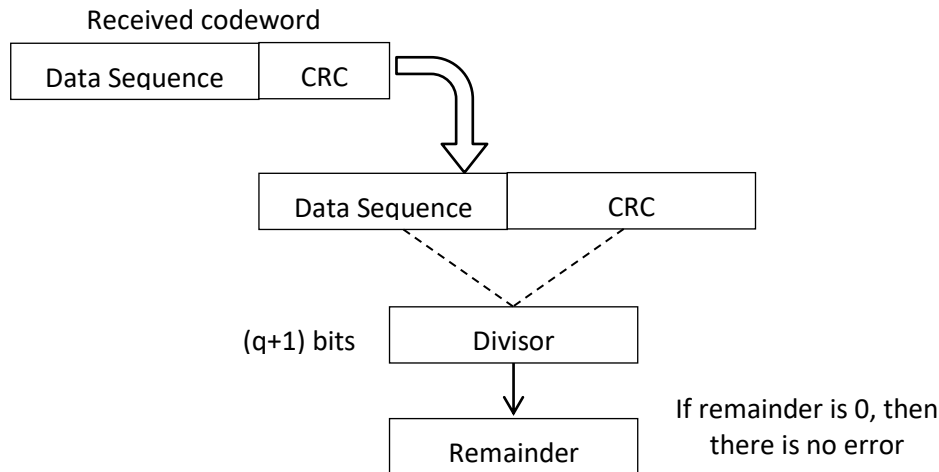 Received codeword
Data Sequence CRC
Data Sequence CRC
(q+1) bits Divisor
If remainder is 0, then
there is no error
Remainder